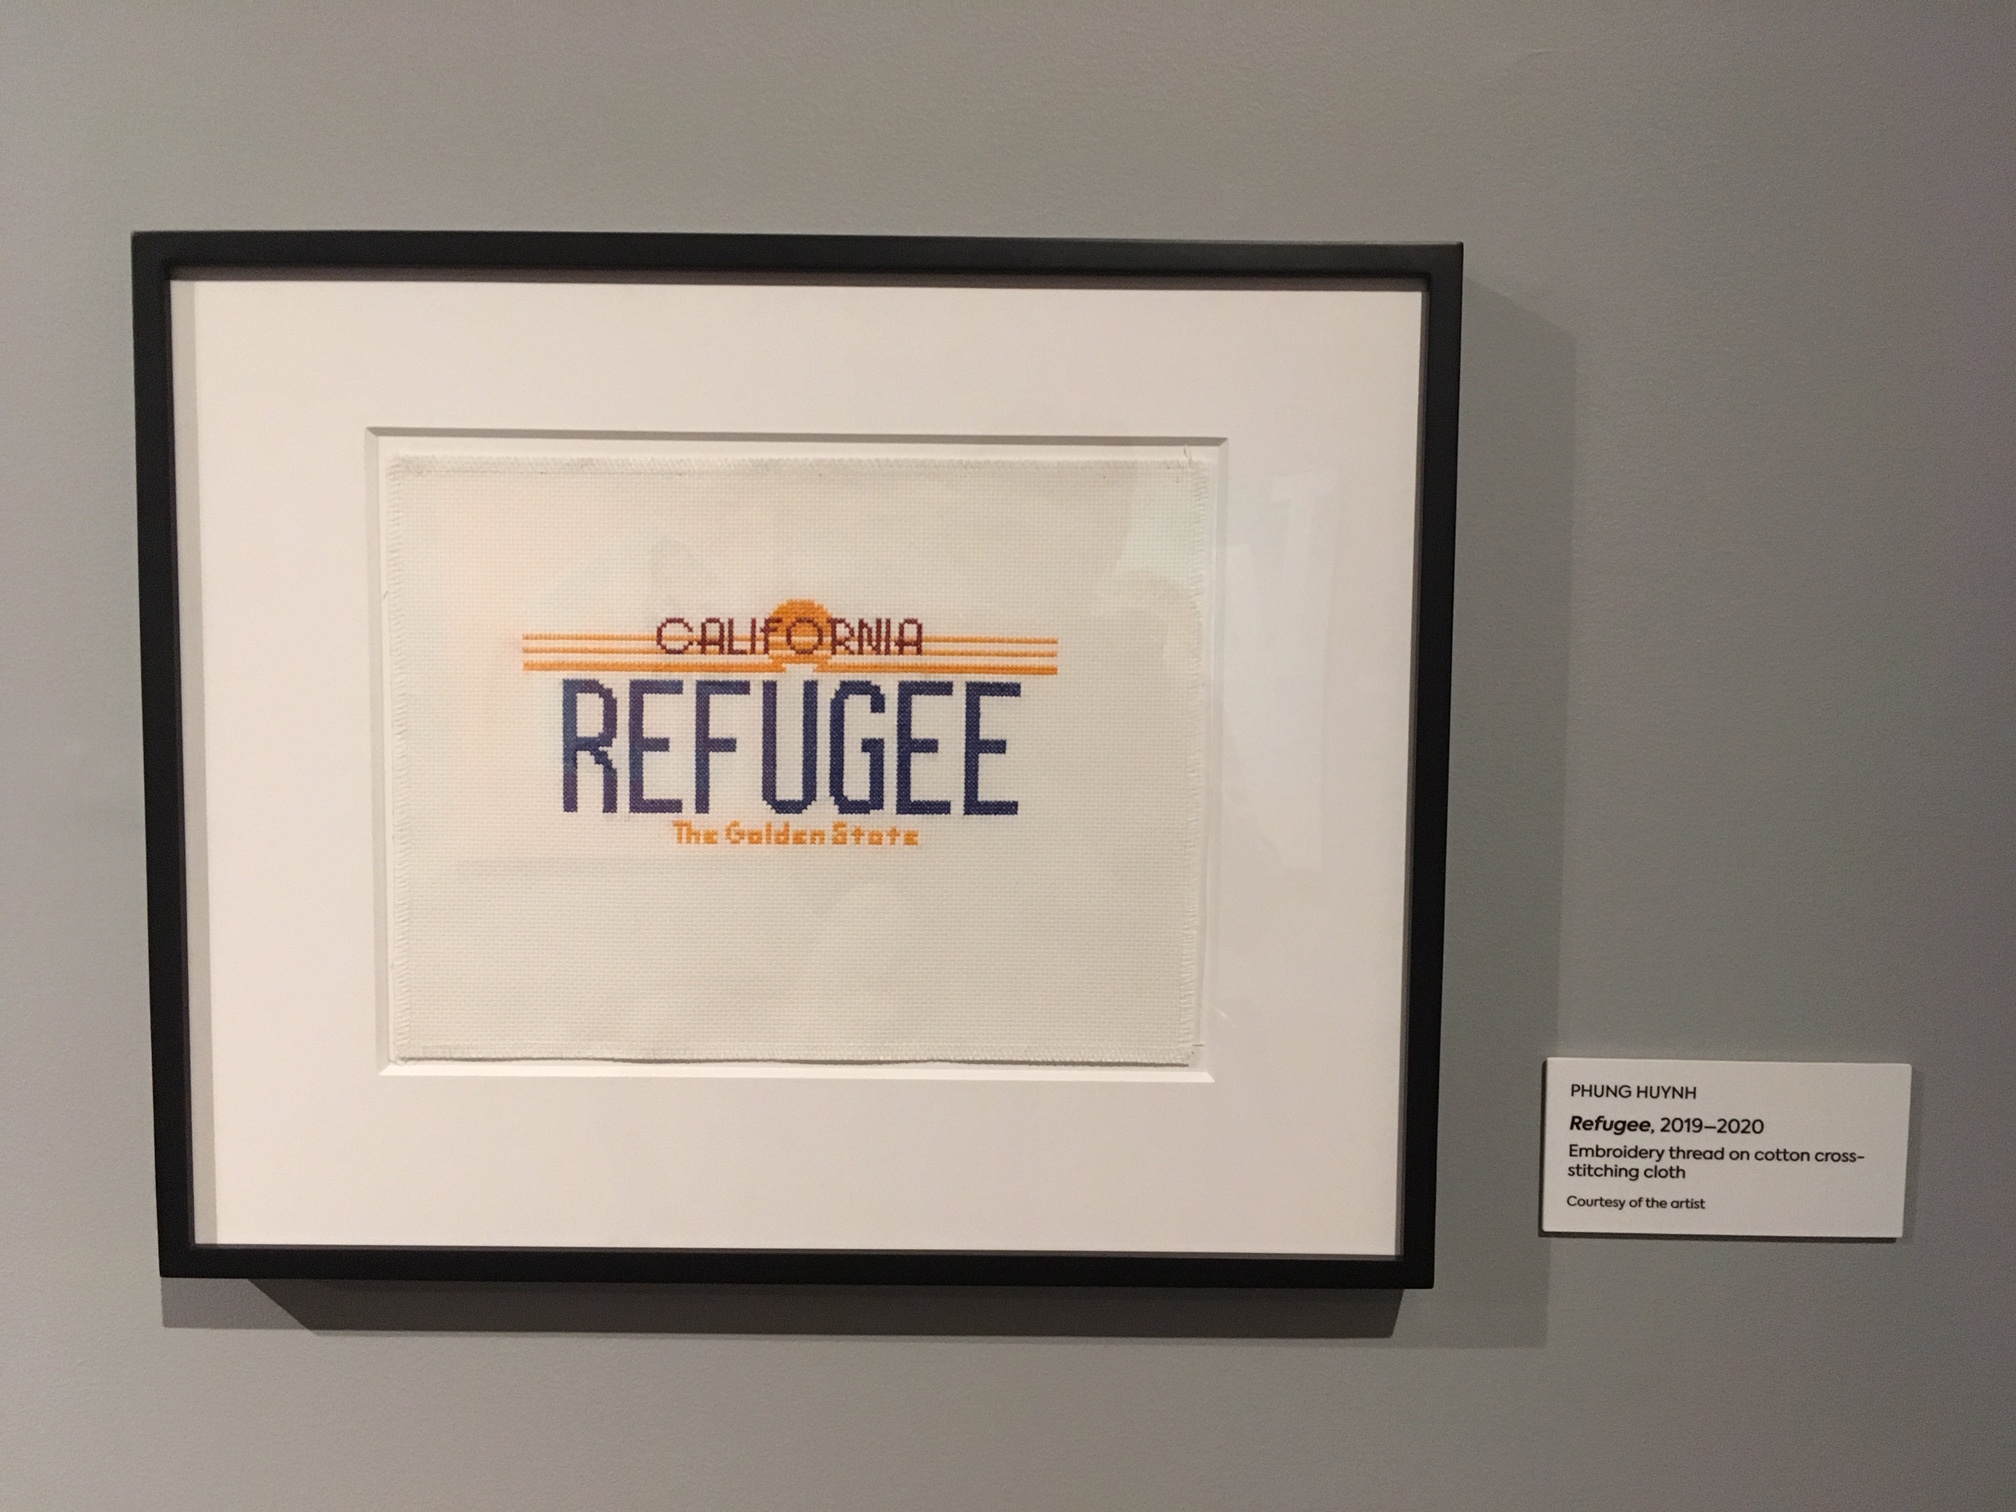 CALIFORNIA
REFUGEE
The Golden State
PHUNG HUYNH
Refugee, 2019–2020
Embroidery thread on cotton cross-
stitching cloth
Courtesy of the artist